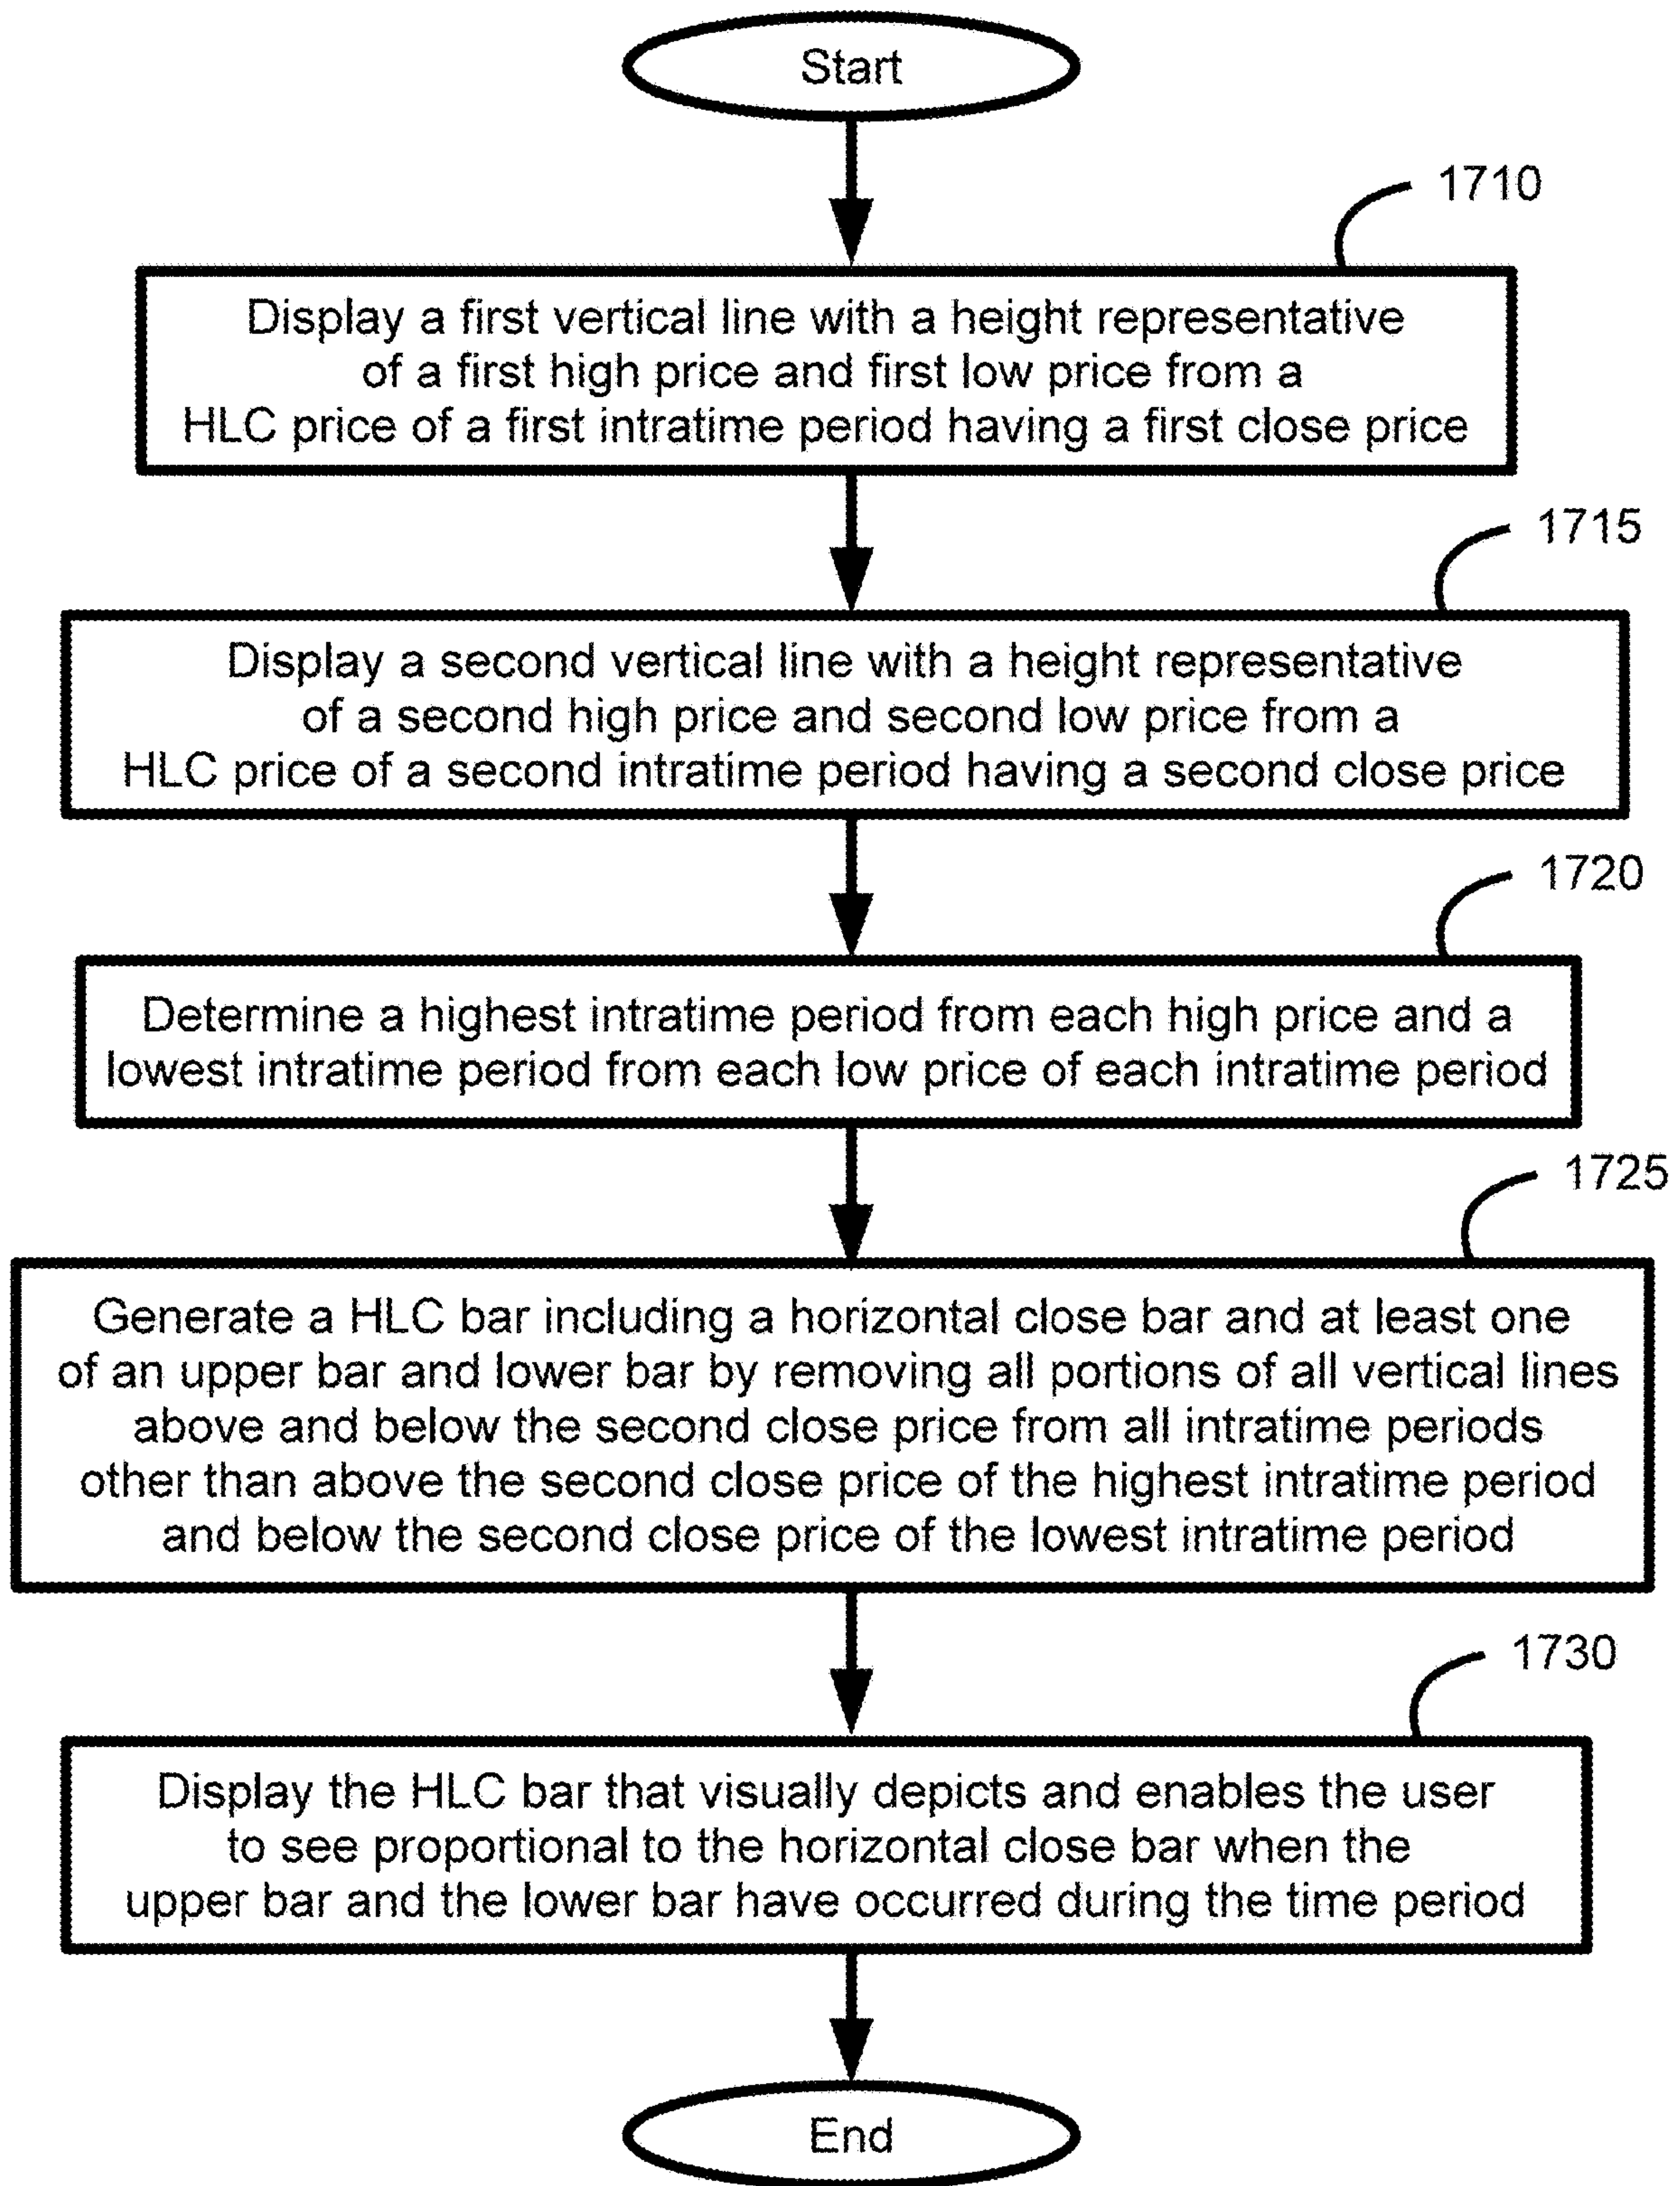 Start
1710
Display a first vertical line with a height representative
of a first high price and first low price from a
HLC price of a first intratime period having a first close price
1715
Display a second vertical line with a height representative
of a second high price and second low price from a
HLC price of a second intratime period having a second close price
1720
Determine a highest intratime period from each high price and a
lowest intratime period from each low price of each intratime period
1725
Generate a HLC bar including a horizontal close bar and at least one
of an upper bar and lower bar by removing all portions of all vertical lines
above and below the second close price from all intratime periods
other than above the second close price of the highest intratime period
and below the second close price of the lowest intratime period
1730
Display the HLC bar that visually depicts and enables the user
to see proportional to the horizontal close bar when the
upper bar and the lower bar have occurred during the time period
End